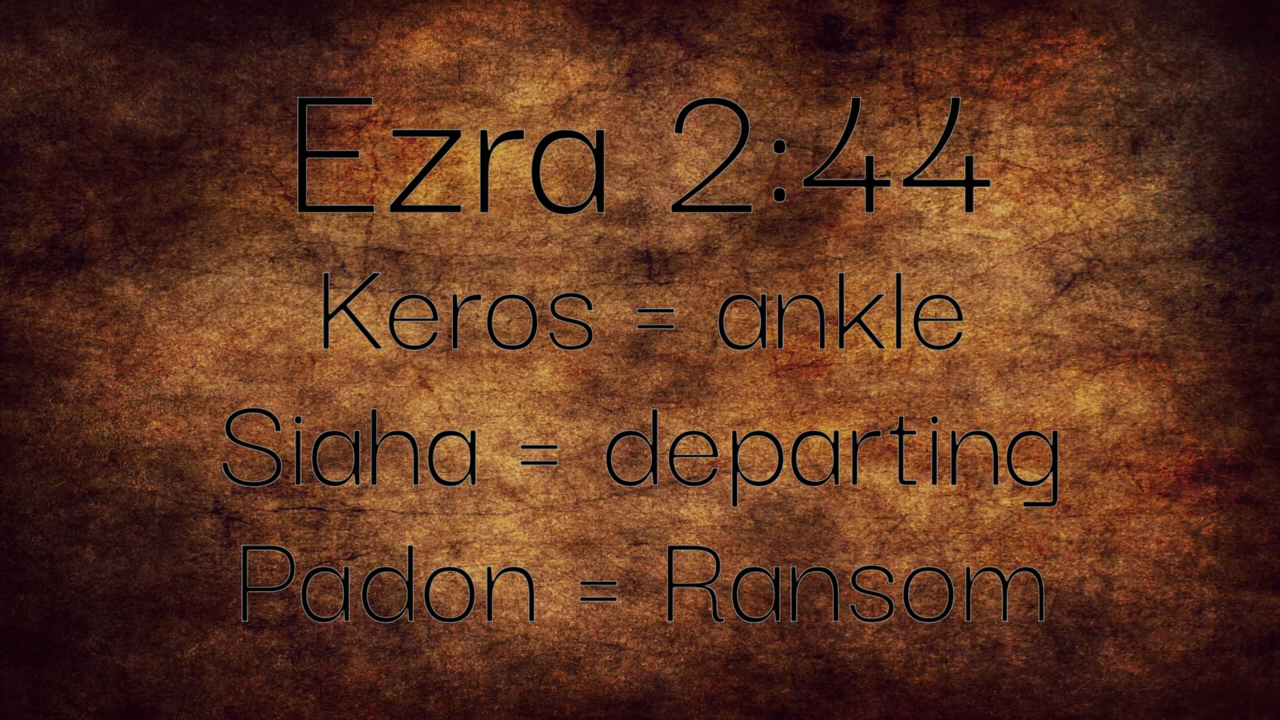 Ezra 2:44
Keros = ankle
Siaha = departing
Padon = Ransom